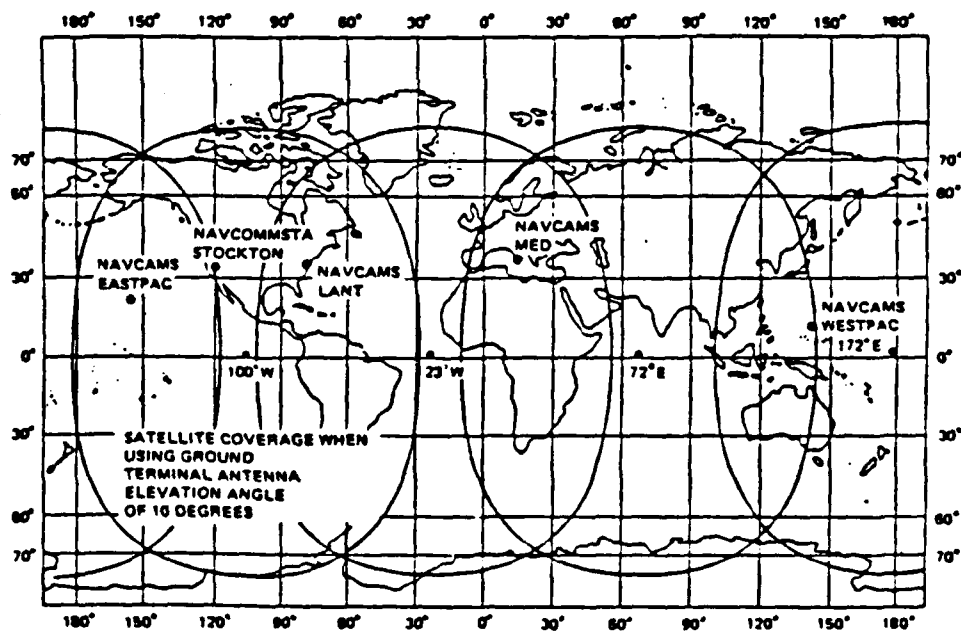 180° 150° 120° 90° 60° 30° 0° 30° 60° 90° 120° 150° 180°
70° 70°
60° 60°
NAVCOMMSTA
STOCKTON
NAVCAMS
MED
NAVCAMS
EASTPAC
NAVCAMS
LANT
30° 30°
NAVCAMS
WESTPAC
172°E
0° 0°
100°W
23°W
72°E
30° 30°
SATELLITE COVERAGE WHEN
USING GROUND
TERMINAL ANTENNA
ELEVATION ANGLE
OF 10 DEGREES
60° 60°
70° 70°
180° 150° 120° 90° 60° 30° 0° 30° 60° 90° 120° 150° 180°